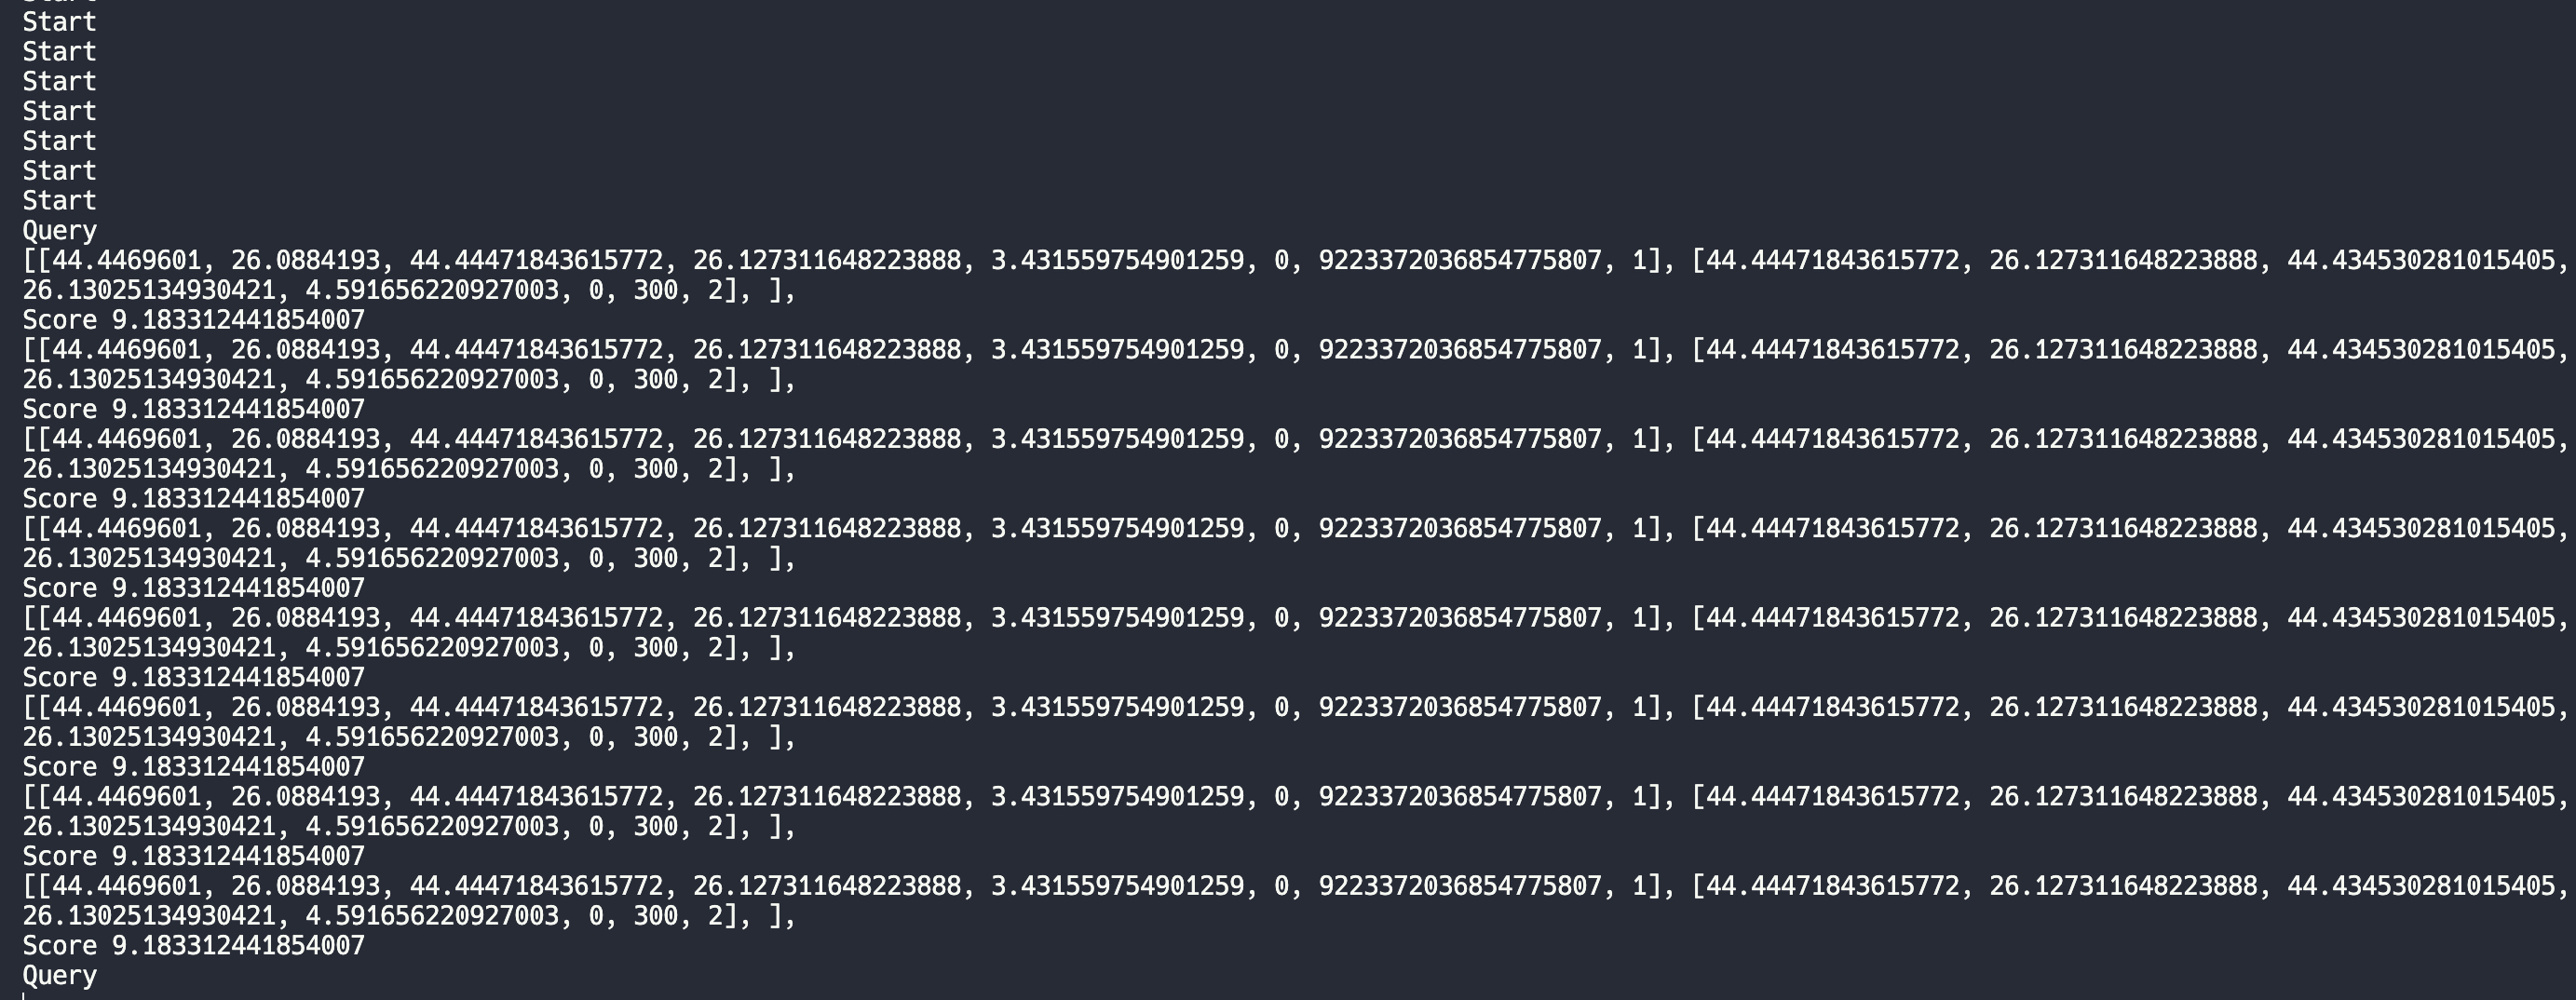 Start
Start
Start
Start
Start
Start
Start
Query
[[44.4469601, 26.0884193, 44.44471843615772, 26.127311648223888, 3.431559754901259, 0, 9223372036854775807, 1], [44.44471843615772, 26.127311648223888, 44.434530281015405,
26.13025134930421, 4.591656220927003, 0, 300, 2], ],
Score 9.183312441854007
[[44.4469601, 26.0884193, 44.44471843615772, 26.127311648223888, 3.431559754901259, 0, 9223372036854775807, 1], [44.44471843615772, 26.127311648223888, 44.434530281015405,
26.13025134930421, 4.591656220927003, 0, 300, 2], ],
Score 9.183312441854007
[[44.4469601, 26.0884193, 44.44471843615772, 26.127311648223888, 3.431559754901259, 0, 9223372036854775807, 1], [44.44471843615772, 26.127311648223888, 44.434530281015405,
26.13025134930421, 4.591656220927003, 0, 300, 2], ],
Score 9.183312441854007
[[44.4469601, 26.0884193, 44.44471843615772, 26.127311648223888, 3.431559754901259, 0, 9223372036854775807, 1], [44.44471843615772, 26.127311648223888, 44.434530281015405,
26.13025134930421, 4.591656220927003, 0, 300, 2], ],
Score 9.183312441854007
[[44.4469601, 26.0884193, 44.44471843615772, 26.127311648223888, 3.431559754901259, 0, 9223372036854775807, 1], [44.44471843615772, 26.127311648223888, 44.434530281015405,
26.13025134930421, 4.591656220927003, 0, 300, 2], ],
Score 9.183312441854007
[[44.4469601, 26.0884193, 44.44471843615772, 26.127311648223888, 3.431559754901259, 0, 9223372036854775807, 1], [44.44471843615772, 26.127311648223888, 44.434530281015405,
26.13025134930421, 4.591656220927003, 0, 300, 2], ],
Score 9.183312441854007
[[44.4469601, 26.0884193, 44.44471843615772, 26.127311648223888, 3.431559754901259, 0, 9223372036854775807, 1], [44.44471843615772, 26.127311648223888, 44.434530281015405,
26.13025134930421, 4.591656220927003, 0, 300, 2], ],
Score 9.183312441854007
[[44.4469601, 26.0884193, 44.44471843615772, 26.127311648223888, 3.431559754901259, 0, 9223372036854775807, 1], [44.44471843615772, 26.127311648223888, 44.434530281015405,
26.13025134930421, 4.591656220927003, 0, 300, 2], ],
Score 9.183312441854007
Query